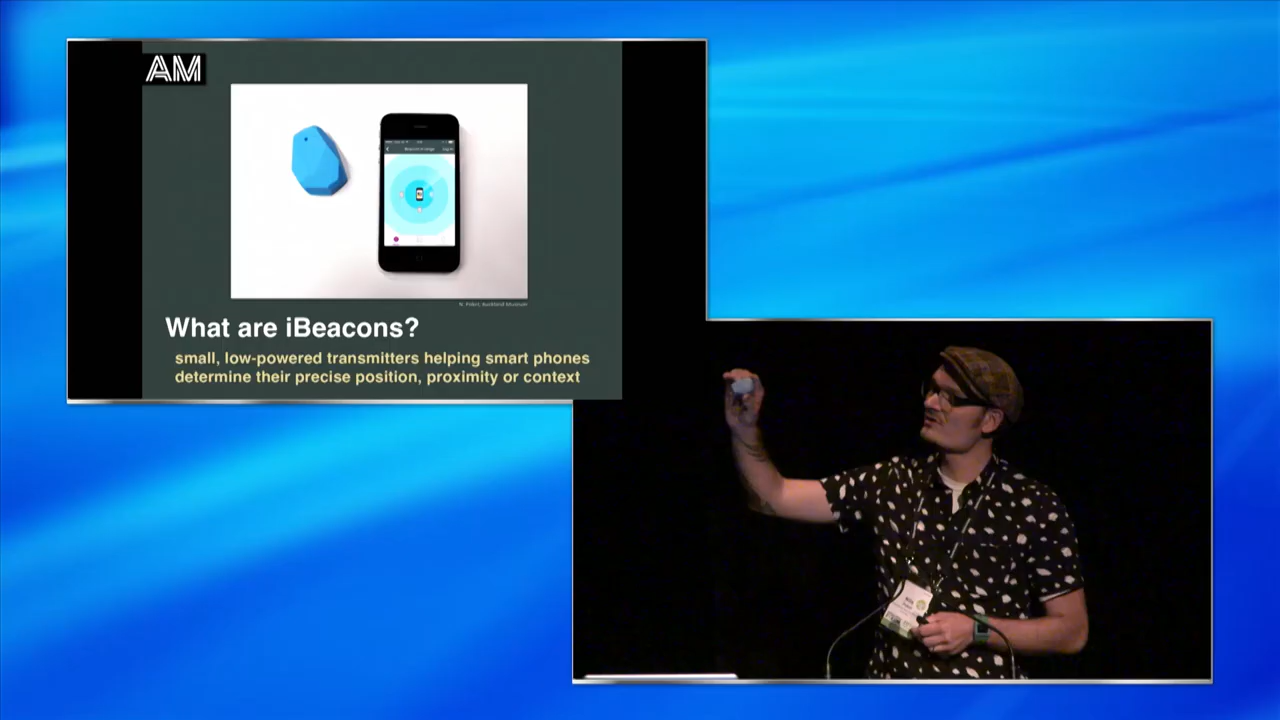 AM
What are iBeacons?
small, low-powered transmitters helping smart phones
determine their precise position, proximity or context